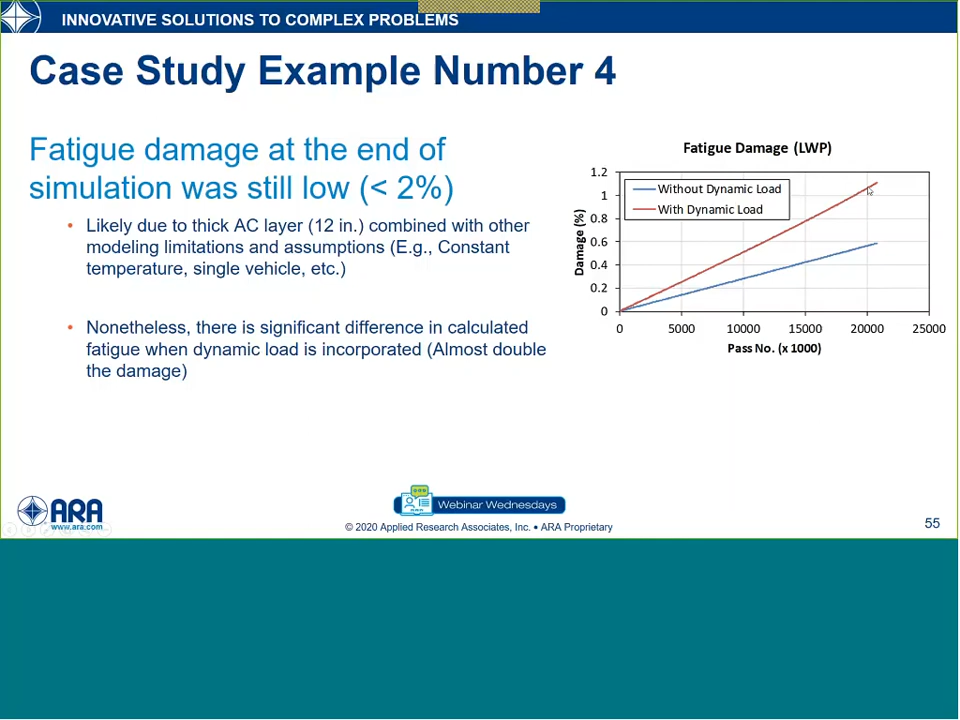 INNOVATIVE SOLUTIONS TO COMPLEX PROBLEMS
Case Study Example Number 4
Fatigue damage at the end of
simulation was still low (< 2%)
• Likely due to thick AC layer (12 in.) combined with other
modeling limitations and assumptions (E.g., Constant
temperature, single vehicle, etc.)
• Nonetheless, there is significant difference in calculated
fatigue when dynamic load is incorporated (Almost double
the damage)
Fatigue Damage (LWP)
Without Dynamic Load
With Dynamic Load
Damage (%)
1.2
1
0.8
0.6
0.4
0.2
0
0 5000 10000 15000 20000 25000
Pass No. (x 1000)
ARA
www.ara.com
Webinar Wednesdays
© 2020 Applied Research Associates, Inc. • ARA Proprietary
55